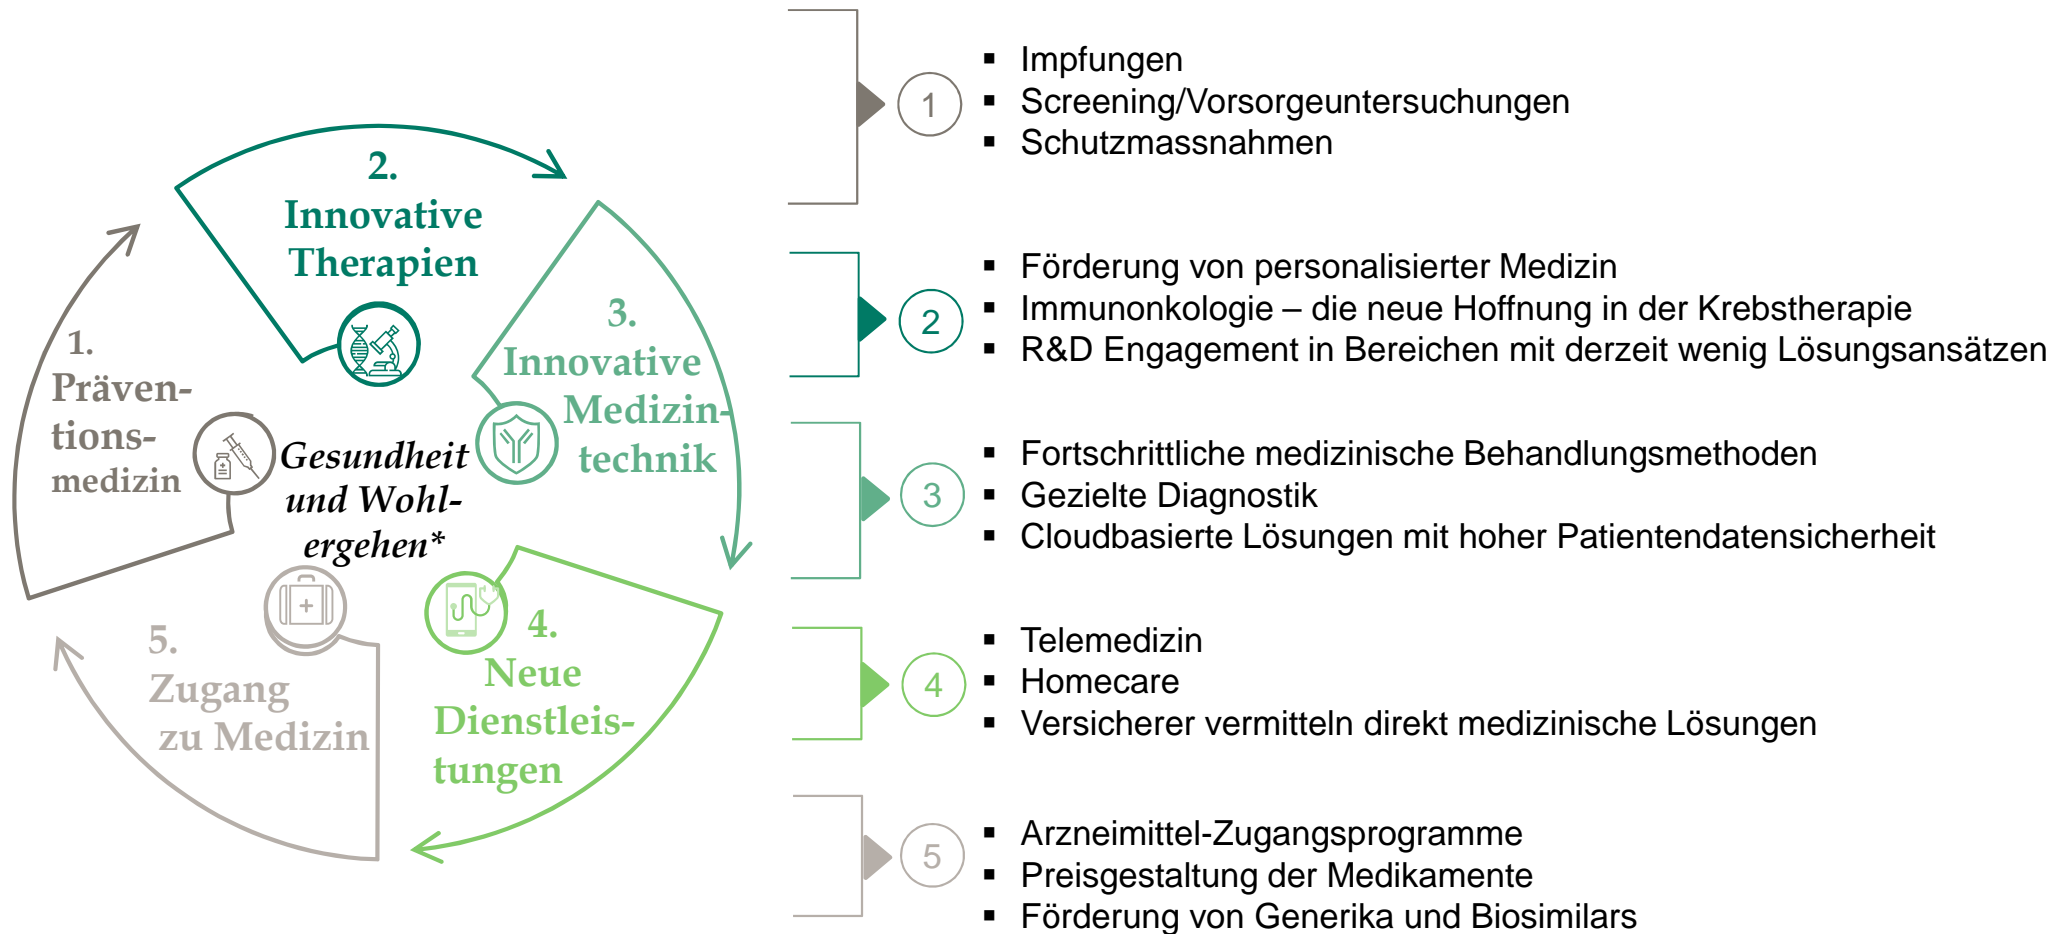 1.
Präven-
tions-
medizin
2.
Innovative
Therapien
3.
Innovative
Medizin-
technik
Gesundheit
und Wohl-
ergehen*
4.
Neue
Dienstleis-
tungen
5.
Zugang
zu Medizin
1
▪ Impfungen
▪ Screening/Vorsorgeuntersuchungen
▪ Schutzmassnahmen
2
▪ Förderung von personalisierter Medizin
▪ Immunonkologie – die neue Hoffnung in der Krebstherapie
▪ R&D Engagement in Bereichen mit derzeit wenig Lösungsansätzen
3
▪ Fortschrittliche medizinische Behandlungsmethoden
▪ Gezielte Diagnostik
▪ Cloudbasierte Lösungen mit hoher Patientendatensicherheit
4
▪ Telemedizin
▪ Homecare
▪ Versicherer vermitteln direkt medizinische Lösungen
5
▪ Arzneimittel-Zugangsprogramme
▪ Preisgestaltung der Medikamente
▪ Förderung von Generika und Biosimilars